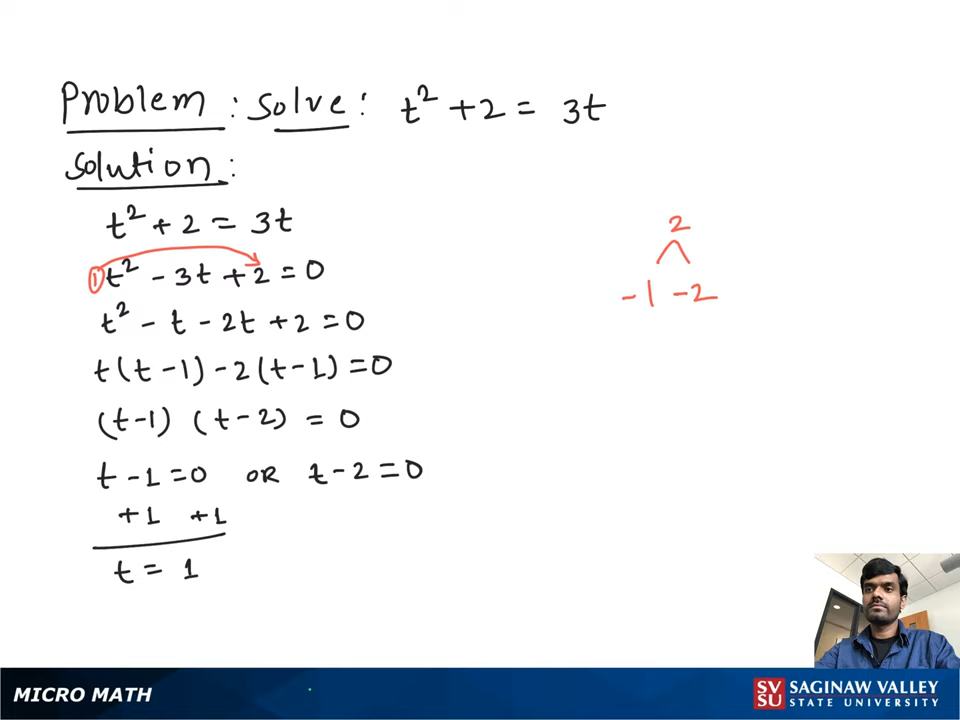 Problem : Solve : t² + 2 = 3t
Solution :
t² + 2 = 3t
1t² - 3t + 2 = 0
t² - t - 2t + 2 = 0
t(t - 1) - 2(t - 1) = 0
(t - 1) (t - 2) = 0
t - 1 = 0 OR t - 2 = 0
+1 +1
t = 1
2
-1 -2
MICRO MATH
SV
SU
SAGINAW VALLEY
STATE UNIVERSITY